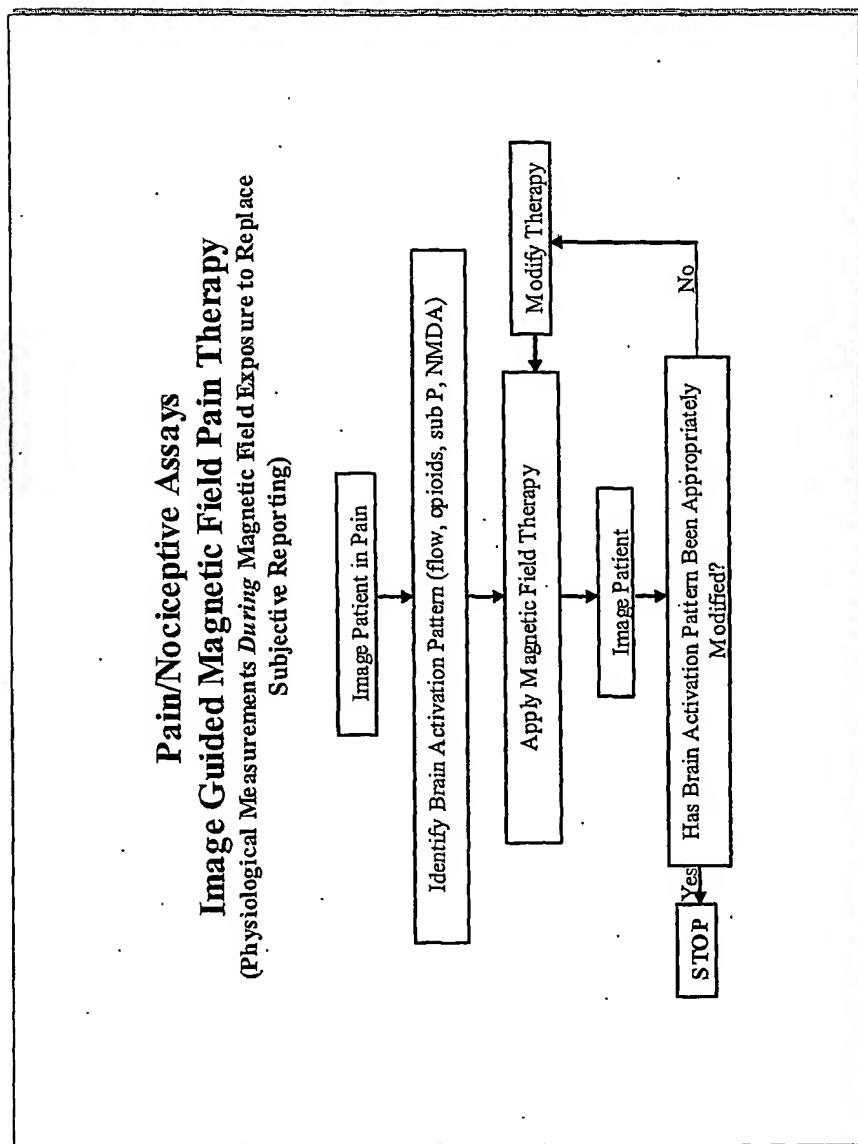 Pain/Nociceptive Assays
Image Guided Magnetic Field Pain Therapy
(Physiological Measurements During Magnetic Field Exposure to Replace
Subjective Reporting)
Image Patient in Pain
Identify Brain Activation Pattern (flow, opioids, sub P, NMDA)
Apply Magnetic Field Therapy
Modify Therapy
Image Patient
Has Brain Activation Pattern Been Appropriately
Modified?
No
Yes
STOP